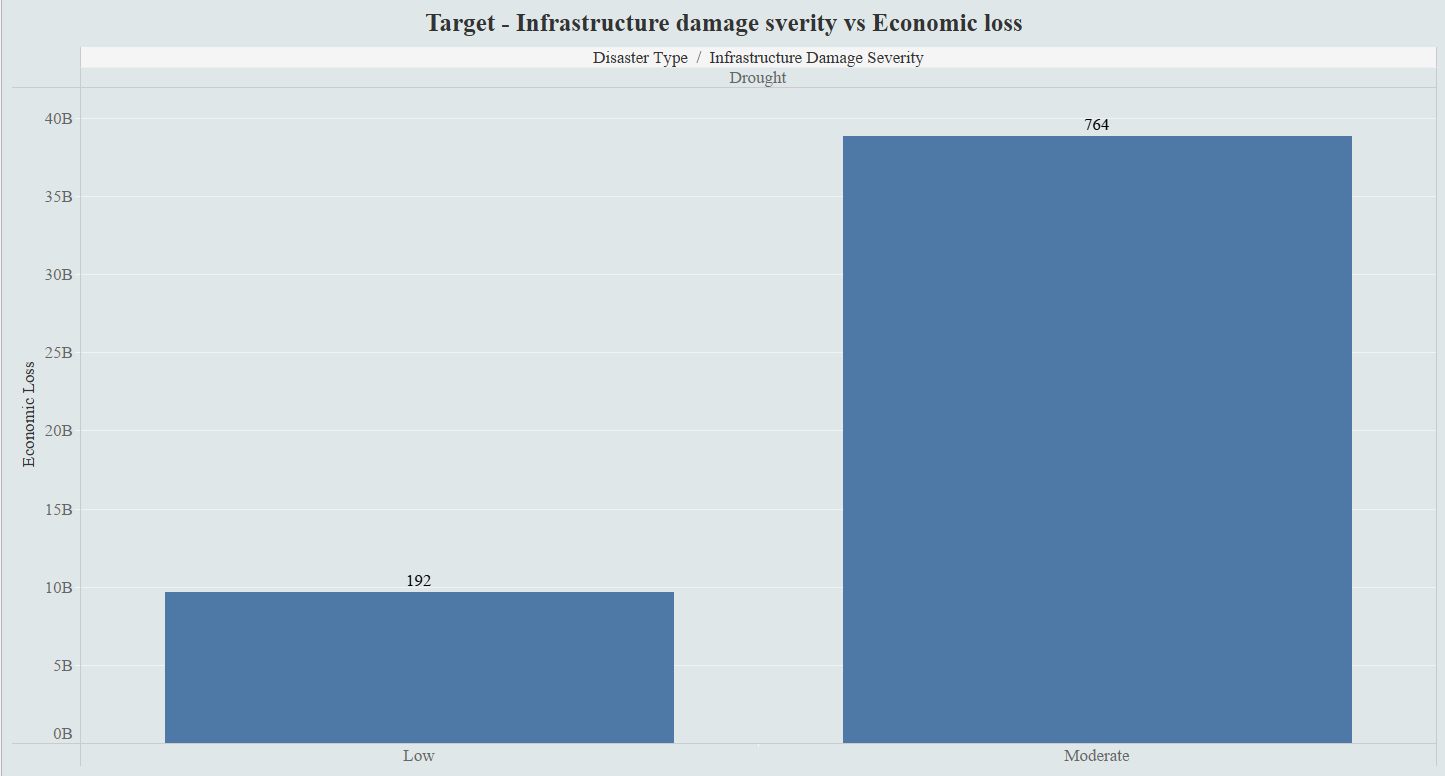 Target - Infrastructure damage sverity vs Economic loss
Disaster Type / Infrastructure Damage Severity
Drought
Economic Loss
40B
35B
30B
25B
20B
15B
10B
5B
0B
192
764
Low
Moderate